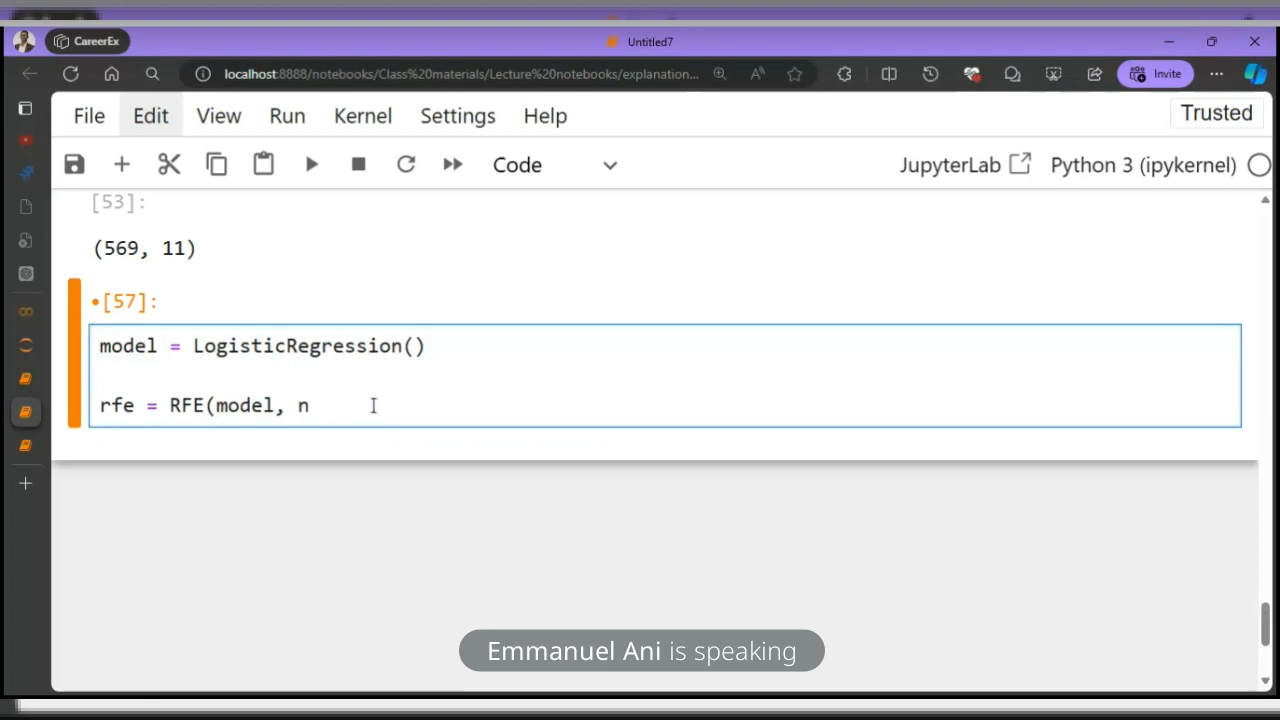 CareerEx
Untitled7
localhost:8888/notebooks/Class%20materials/Lecture%20notebooks/explanation...
Invite
File Edit View Run Kernel Settings Help
Trusted
Code
JupyterLab
Python 3 (ipykernel)
[53]:
(569, 11)
•[57]:
model = LogisticRegression()
rfe = RFE(model, n
Emmanuel Ani is speaking